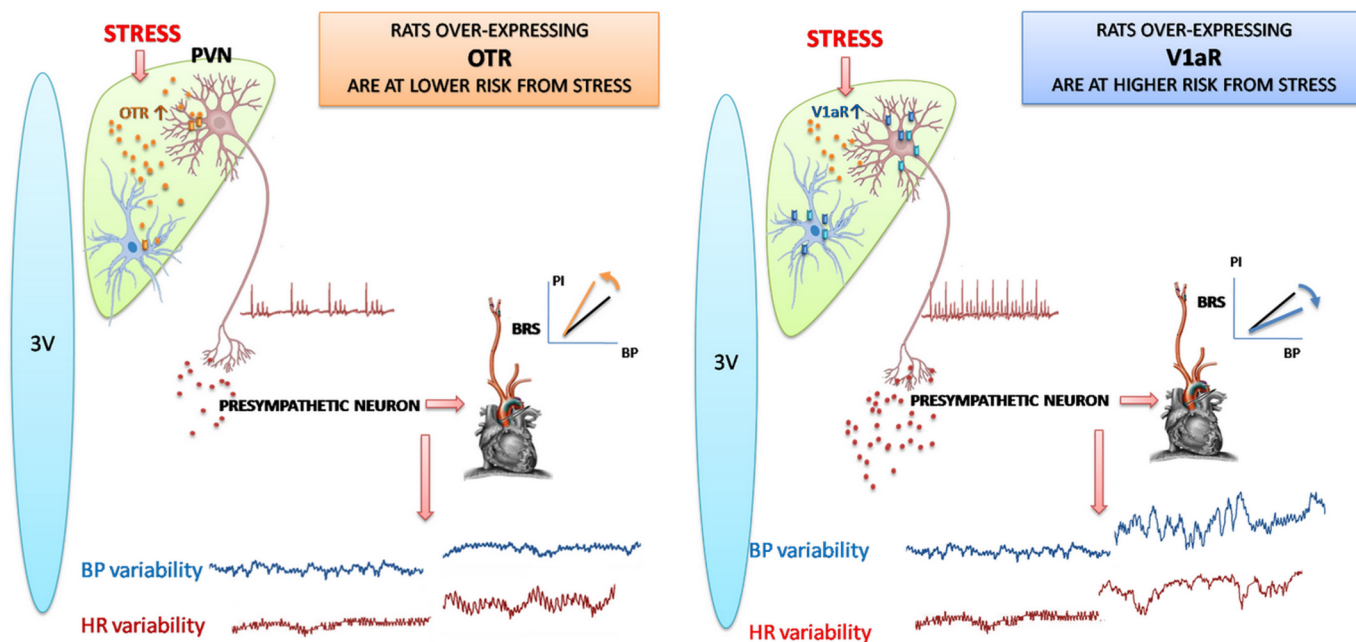 STRESS
PVN
RATS OVER-EXPRESSING
OTR
ARE AT LOWER RISK FROM STRESS
OTR ↑
3V
PI
BRS
BP
PRESYMPATHETIC NEURON
BP variability
HR variability
STRESS
RATS OVER-EXPRESSING
V1aR
ARE AT HIGHER RISK FROM STRESS
V1aR↑
3V
PI
BRS
BP
PRESYMPATHETIC NEURON
BP variability
HR variability